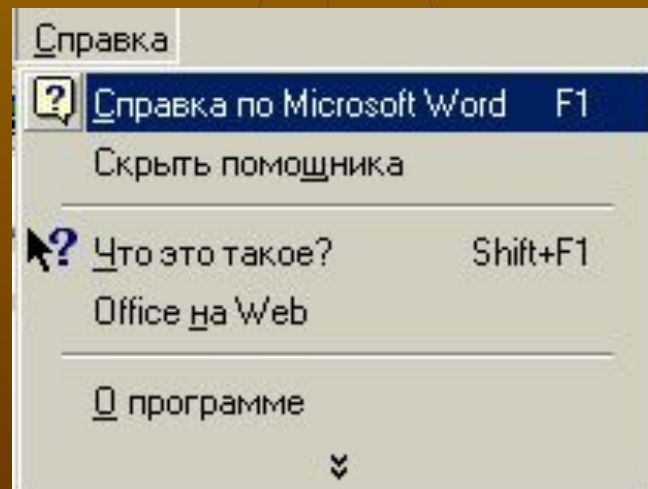 Справка
Справка по Microsoft Word F1
Скрыть помощника
Что это такое? Shift+F1
Office на Web
О программе